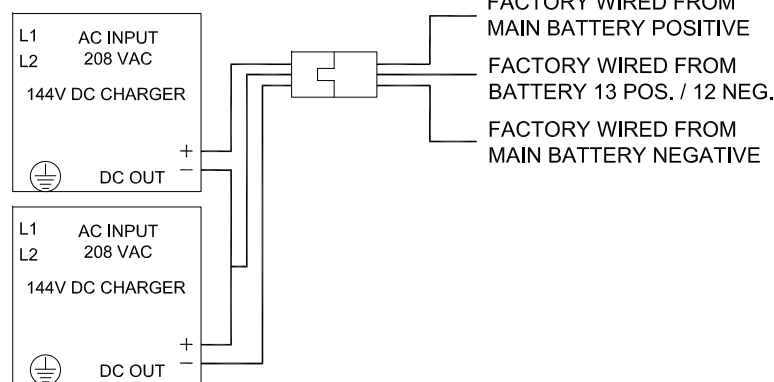 FACTORY WIRED FROM
MAIN BATTERY POSITIVE
FACTORY WIRED FROM
BATTERY 13 POS. / 12 NEG.
FACTORY WIRED FROM
MAIN BATTERY NEGATIVE
L1 AC INPUT
L2 208 VAC
144V DC CHARGER
+
DC OUT −
L1 AC INPUT
L2 208 VAC
144V DC CHARGER
+
DC OUT −